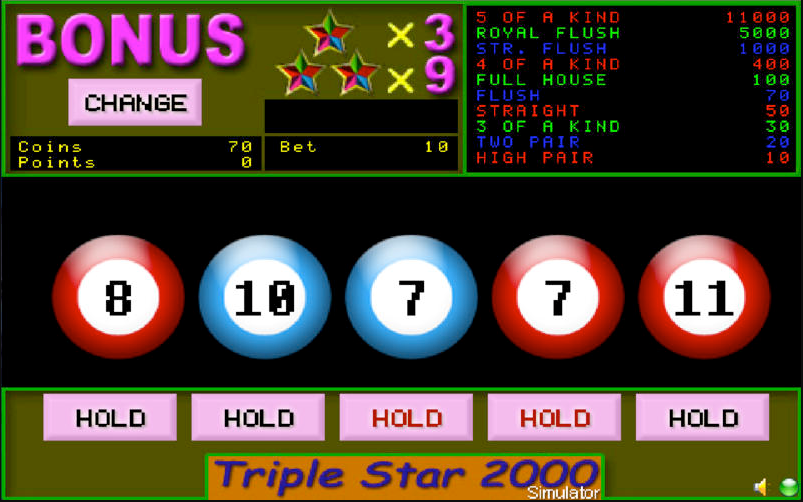 BONUS
× 3
× 9
CHANGE
Coins 70
Points 0
Bet 10
5 OF A KIND 11000
ROYAL FLUSH 5000
STR. FLUSH 1000
4 OF A KIND 400
FULL HOUSE 100
FLUSH 70
STRAIGHT 50
3 OF A KIND 30
TWO PAIR 20
HIGH PAIR 10
8 10 7 7 11
HOLD HOLD HOLD HOLD HOLD
Triple Star 2000
Simulator